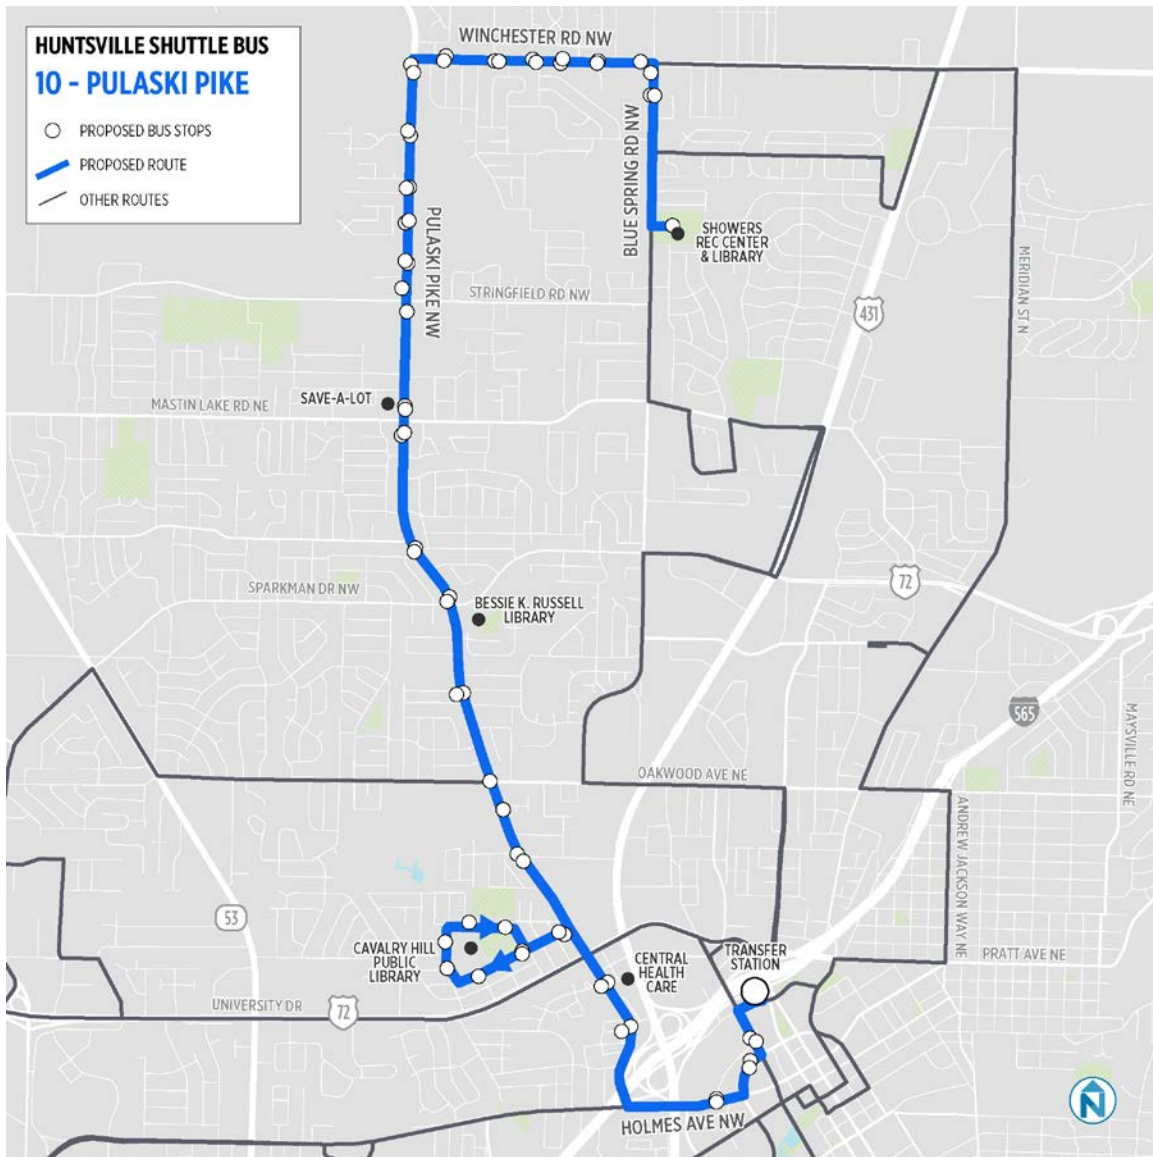 HUNTSVILLE SHUTTLE BUS
10 - PULASKI PIKE
PROPOSED BUS STOPS
PROPOSED ROUTE
OTHER ROUTES
WINCHESTER RD NW
BLUE SPRING RD NW
PULASKI PIKE NW
SHOWERS
REC CENTER
& LIBRARY
MERIDIAN ST N
STRINGFIELD RD NW
431
SAVE-A-LOT
MASTIN LAKE RD NE
72
SPARKMAN DR NW
BESSIE K. RUSSELL
LIBRARY
565
MAYSVILLE RD NE
OAKWOOD AVE NE
ANDREW JACKSON WAY NE
53
CAVALRY HILL
PUBLIC
LIBRARY
CENTRAL
HEALTH
CARE
TRANSFER
STATION
PRATT AVE NE
UNIVERSITY DR
72
HOLMES AVE NW
N